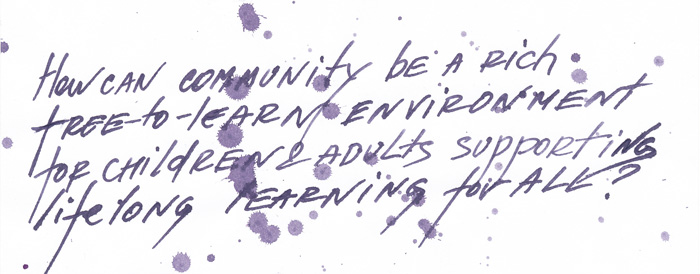 How CAN COMMUNity bE A Rich
fREE-to-leARN ENVIRONMENT
foR CHildREN & ADUlts suppoRtiNG
lifeloNG lEARNiNG for ALL?